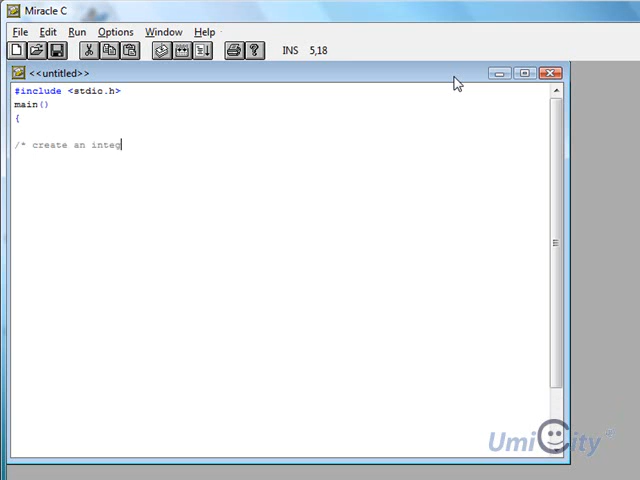 Miracle C
File Edit Run Options Window Help
INS 5,18
<<untitled>>
#include <stdio.h>
main()
{
/* create an integ
UmiCity